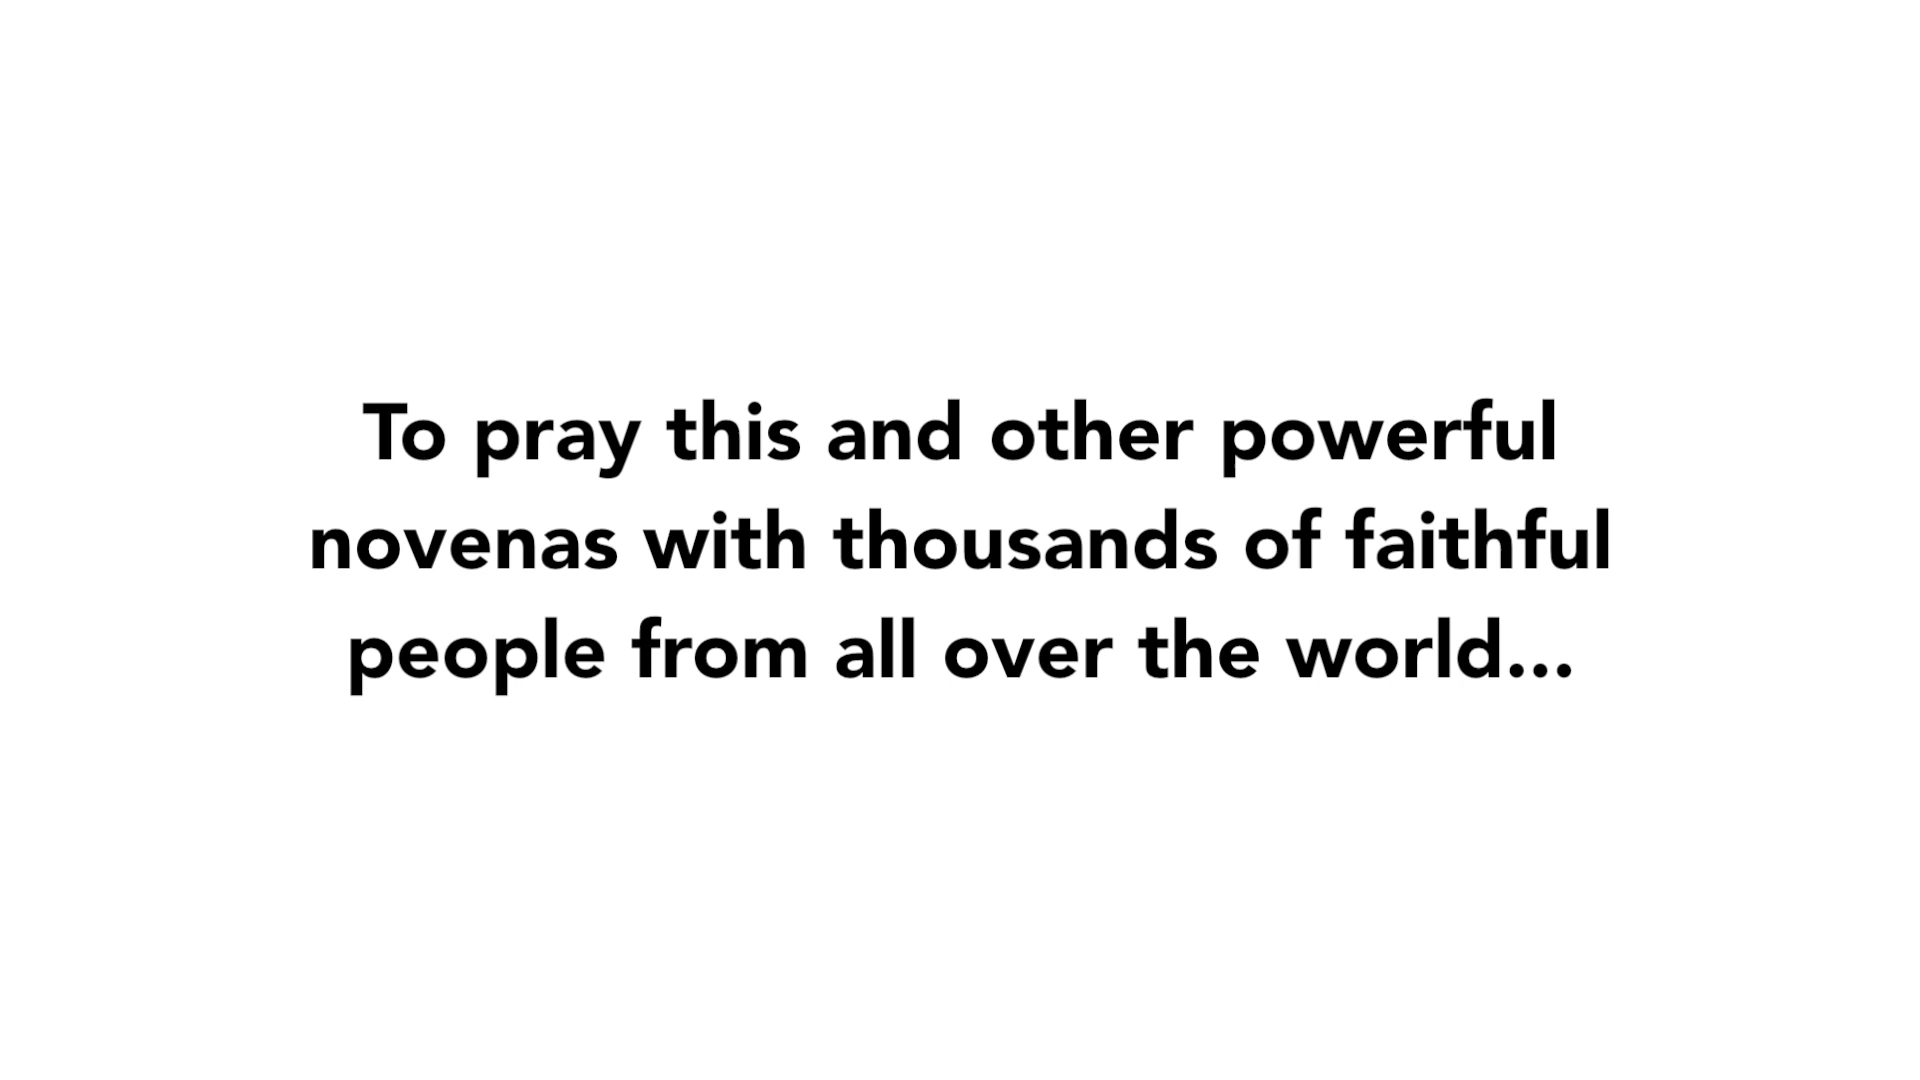 To pray this and other powerful
novenas with thousands of faithful
people from all over the world...